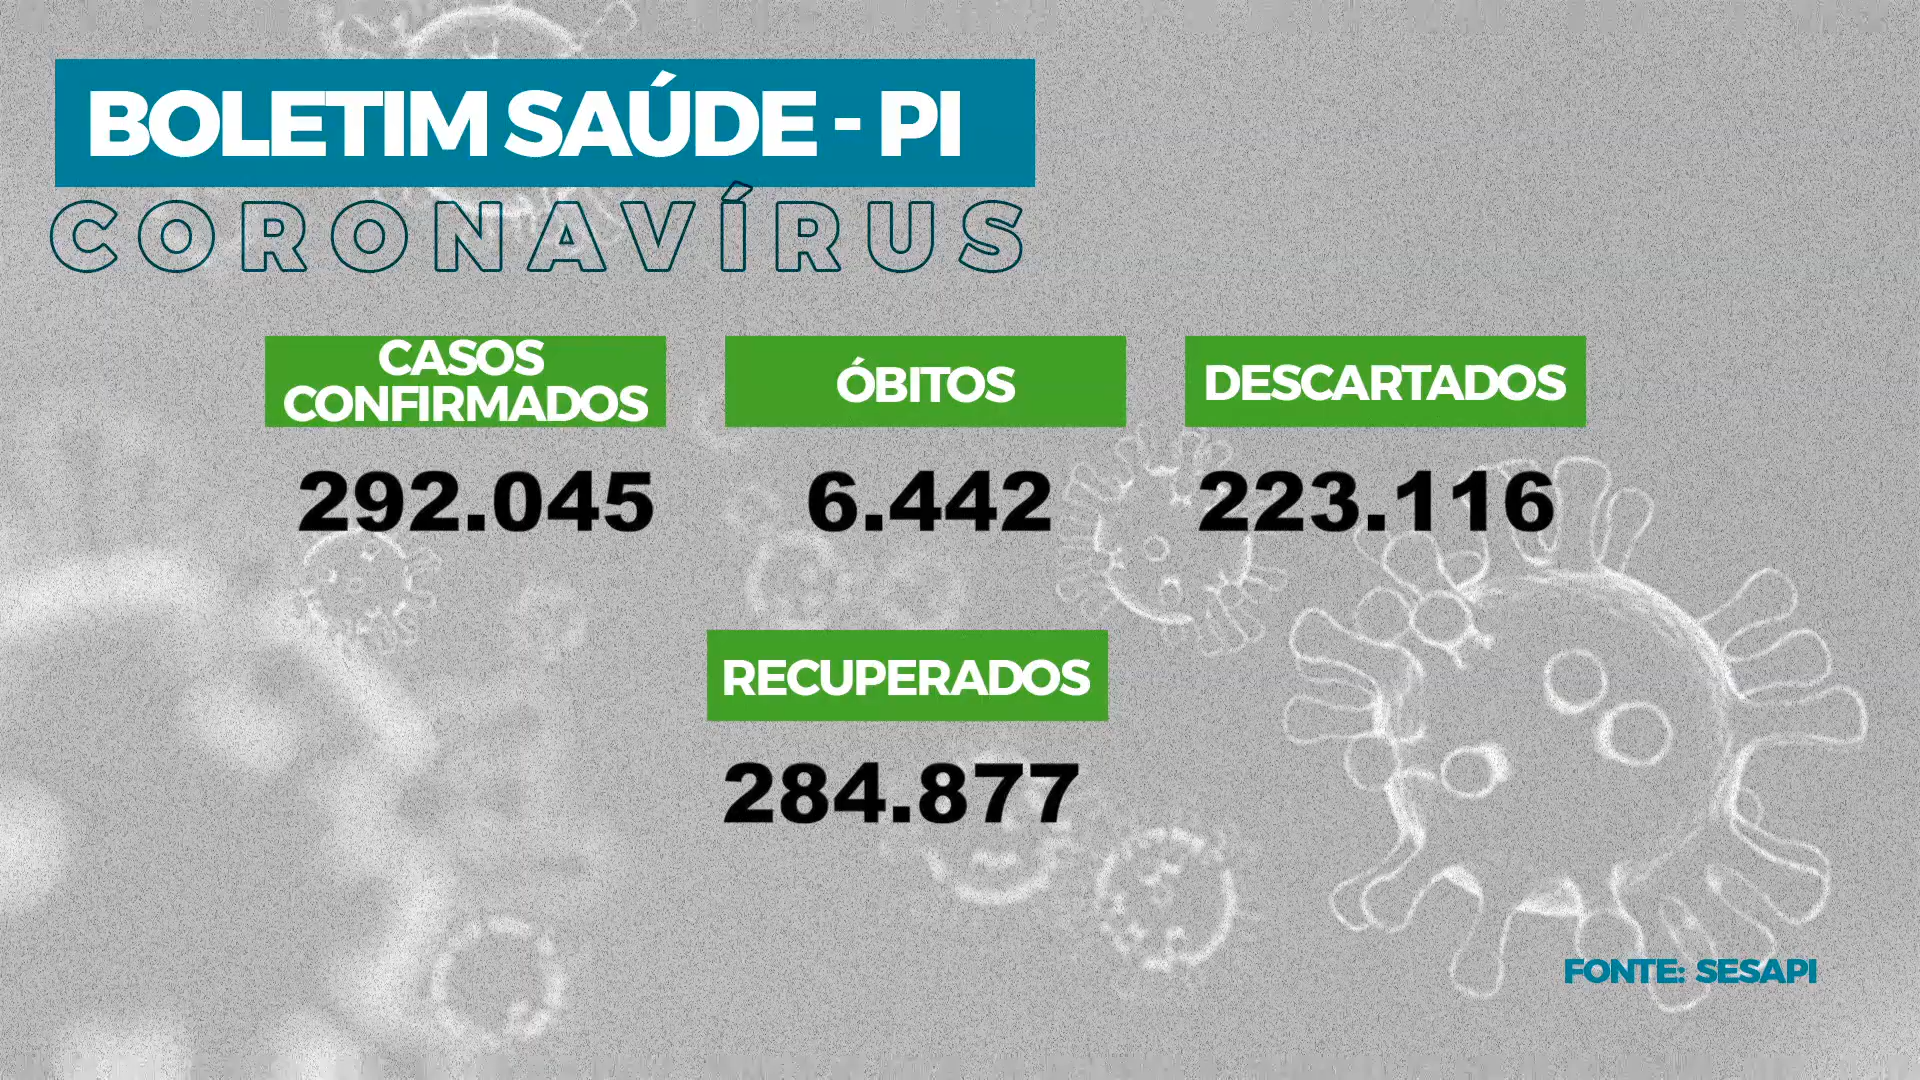 BOLETIM SAÚDE - PI
CORONAVÍRUS
CASOS
CONFIRMADOS
292.045
ÓBITOS
6.442
DESCARTADOS
223.116
RECUPERADOS
284.877
FONTE: SESAPI